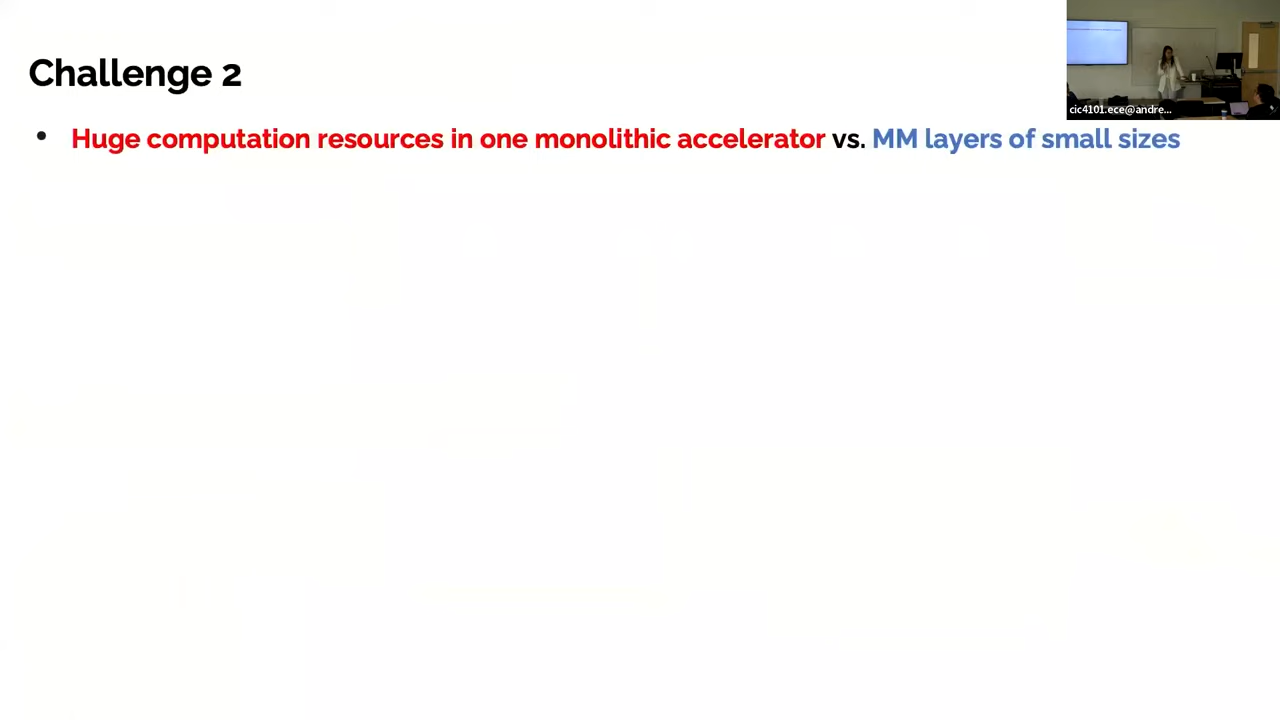 Challenge 2
• Huge computation resources in one monolithic accelerator vs. MM layers of small sizes
cic4101.ece@andre...